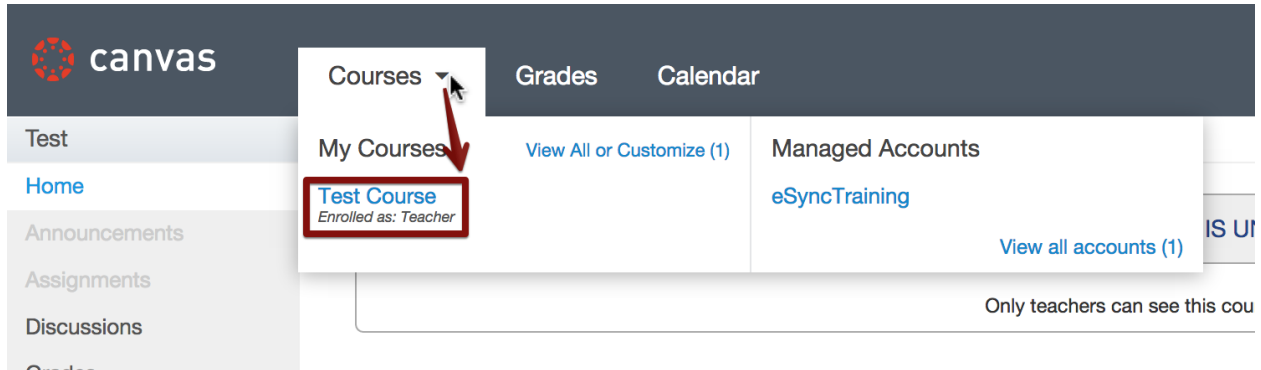 canvas
Courses
Grades
Calendar
Test
Home
Announcements
Assignments
Discussions
My Courses
View All or Customize (1)
Test Course
Enrolled as: Teacher
Managed Accounts
eSyncTraining
View all accounts (1)
IS
Only teachers can see this